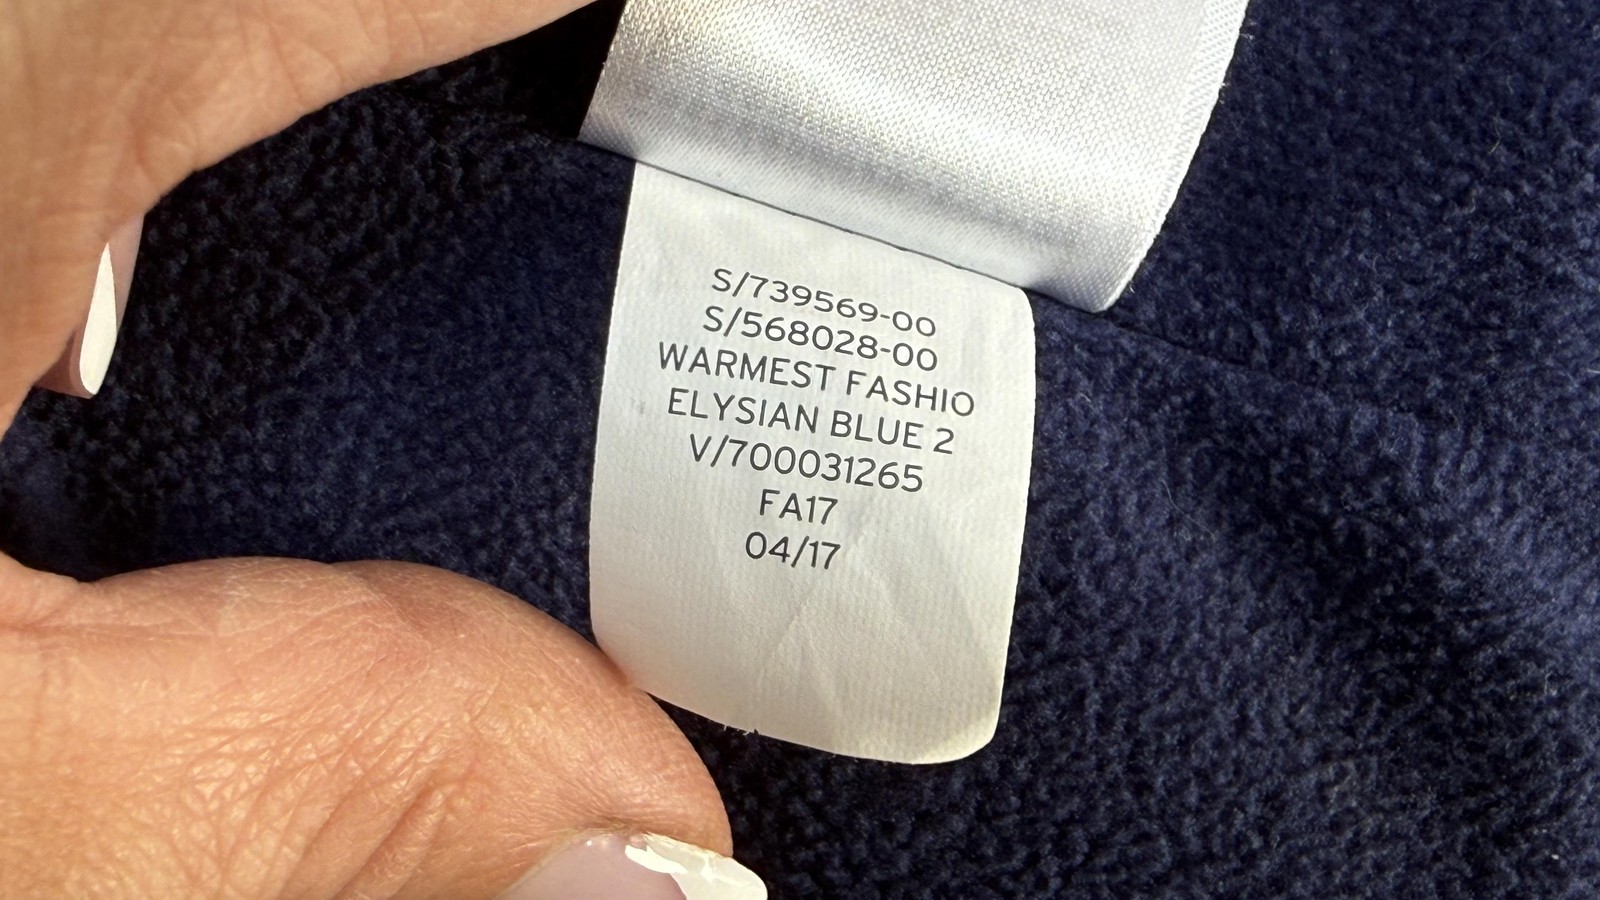 S/739569-00
S/568028-00
WARMEST FASHIO
ELYSIAN BLUE 2
V/700031265
FA17
04/17